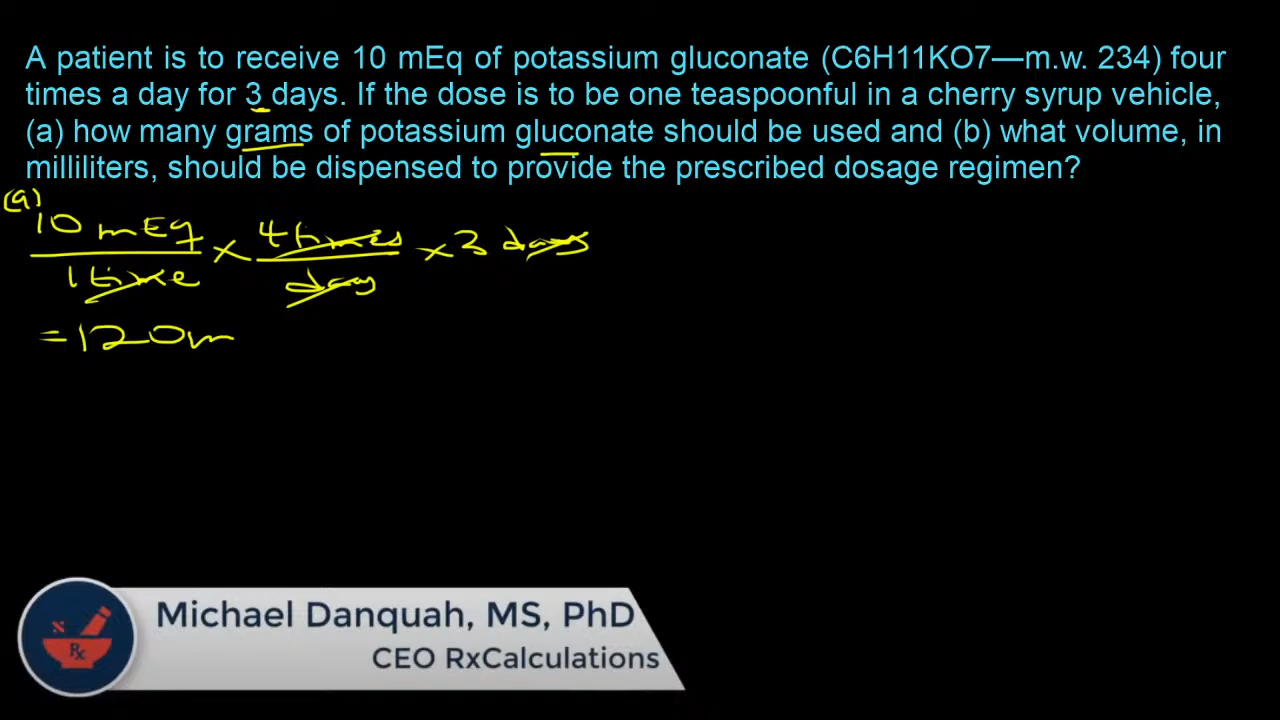 A patient is to receive 10 mEq of potassium gluconate (C6H11KO7—m.w. 234) four
times a day for 3 days. If the dose is to be one teaspoonful in a cherry syrup vehicle,
(a) how many grams of potassium gluconate should be used and (b) what volume, in
milliliters, should be dispensed to provide the prescribed dosage regimen?
(a)
10 mEq / 1 time × 4 times / day × 3 days
= 120 m
Michael Danquah, MS, PhD
Rx
CEO RxCalculations